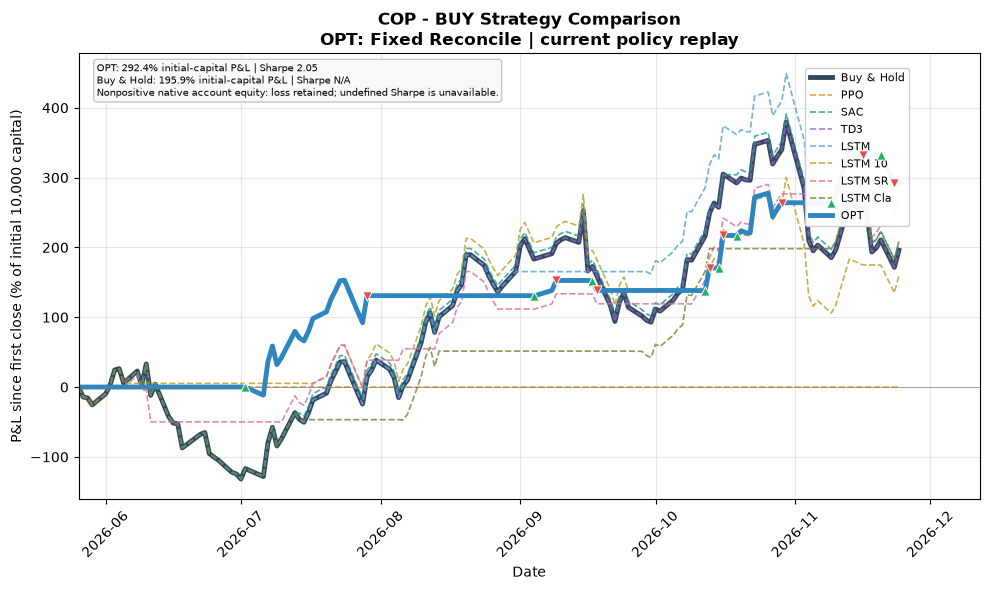 COP - BUY Strategy Comparison
OPT: Fixed Reconcile | current policy replay
OPT: 292.4% initial-capital P&L | Sharpe 2.05
Buy & Hold: 195.9% initial-capital P&L | Sharpe N/A
Nonpositive native account equity: loss retained; undefined Sharpe is unavailable.
Buy & Hold
PPO
SAC
TD3
LSTM
LSTM 10
LSTM SR
LSTM Cla
OPT
P&L since first close (% of initial 10,000 capital)
400
300
200
100
0
−100
2026-06
2026-07
2026-08
2026-09
2026-10
2026-11
2026-12
Date